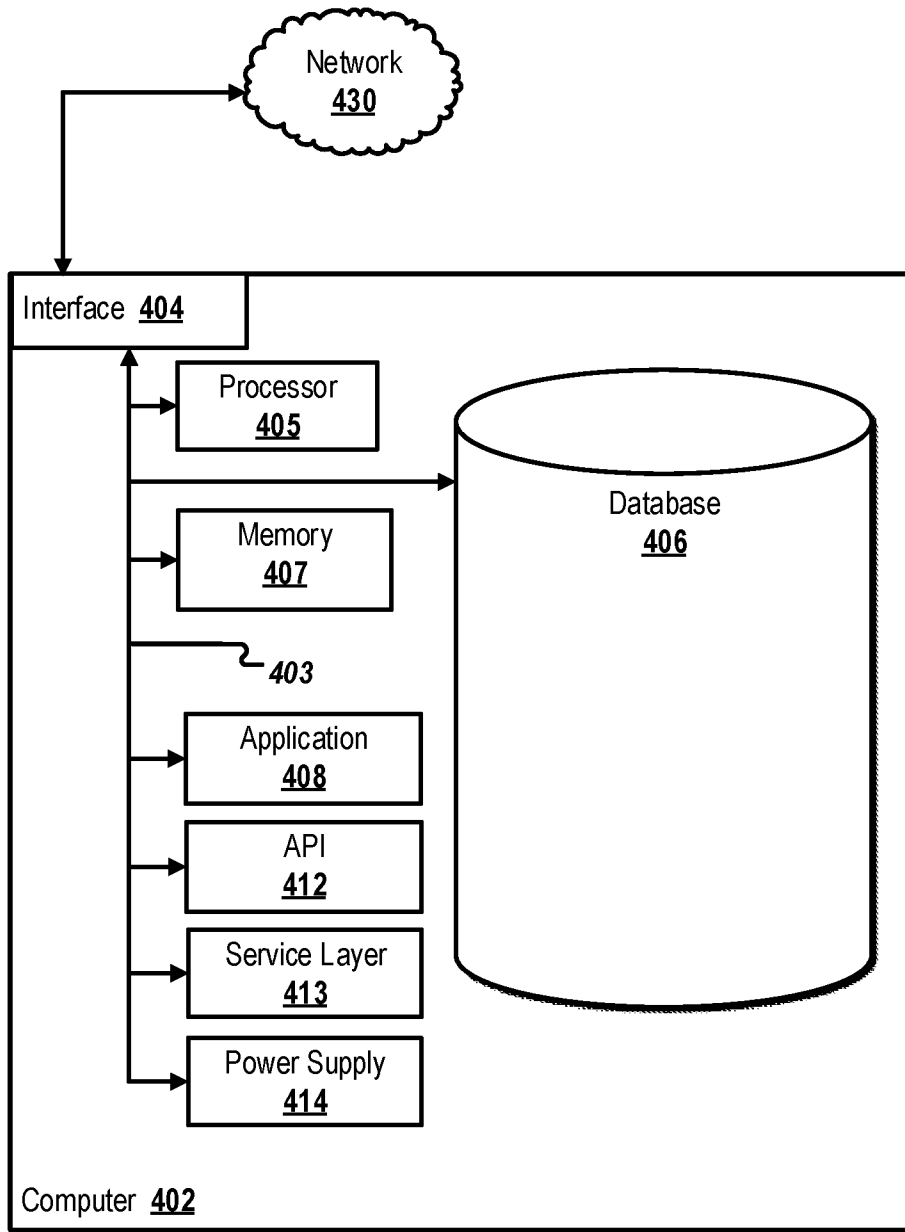 Network
430
Interface 404
Processor
405
Database
406
Memory
407
403
Application
408
API
412
Service Layer
413
Power Supply
414
Computer 402